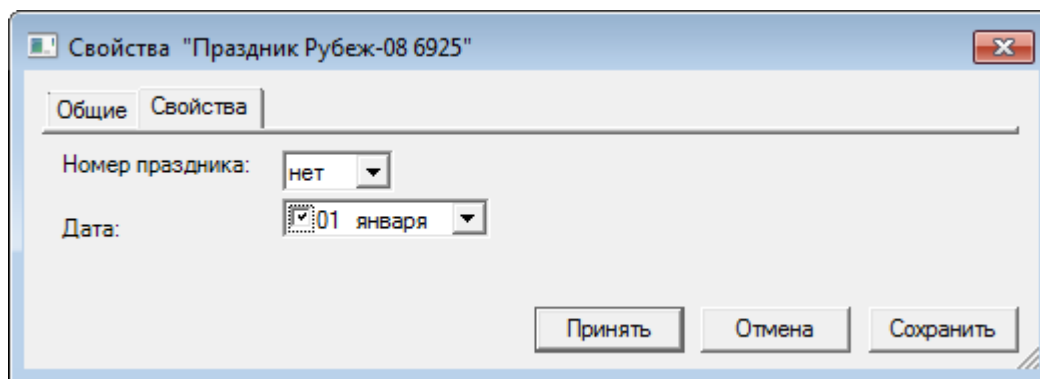 Свойства "Праздник Рубеж-08 6925"
Общие Свойства
Номер праздника: нет
Дата: 01 января
Принять Отмена Сохранить